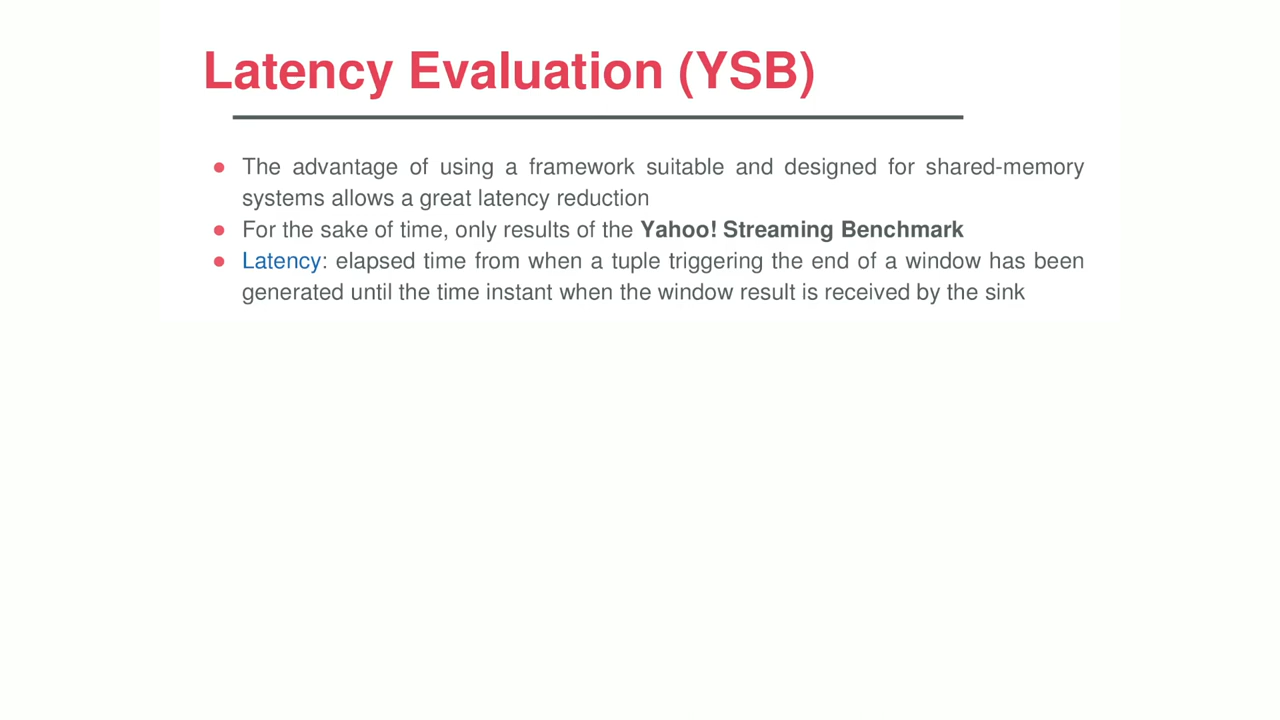 Latency Evaluation (YSB)
● The advantage of using a framework suitable and designed for shared-memory
systems allows a great latency reduction
● For the sake of time, only results of the Yahoo! Streaming Benchmark
● Latency: elapsed time from when a tuple triggering the end of a window has been
generated until the time instant when the window result is received by the sink